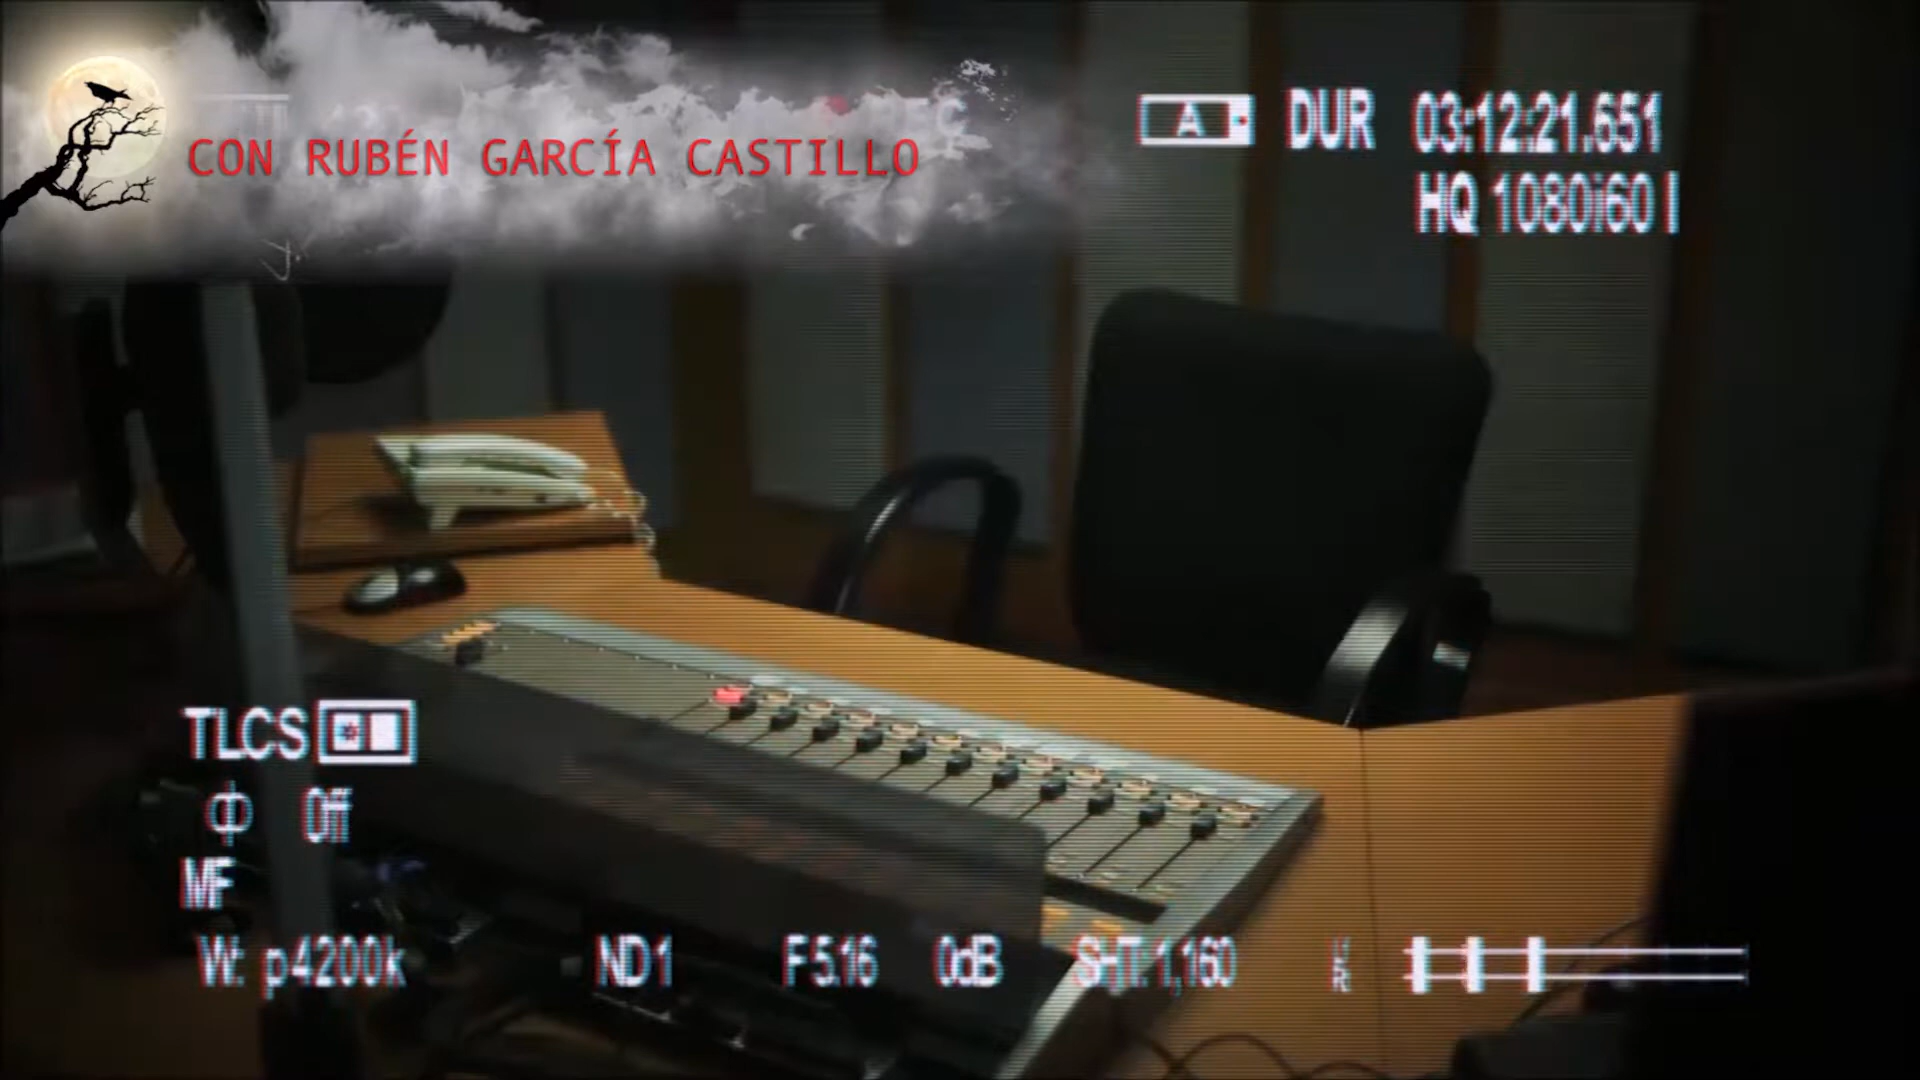 CON RUBÉN GARCÍA CASTILLO
A DUR 03:12:21.651
HQ 1080i60
TLCS
Off
MF
W: p4200k ND1 F5.16 0dB SHT: 1,160